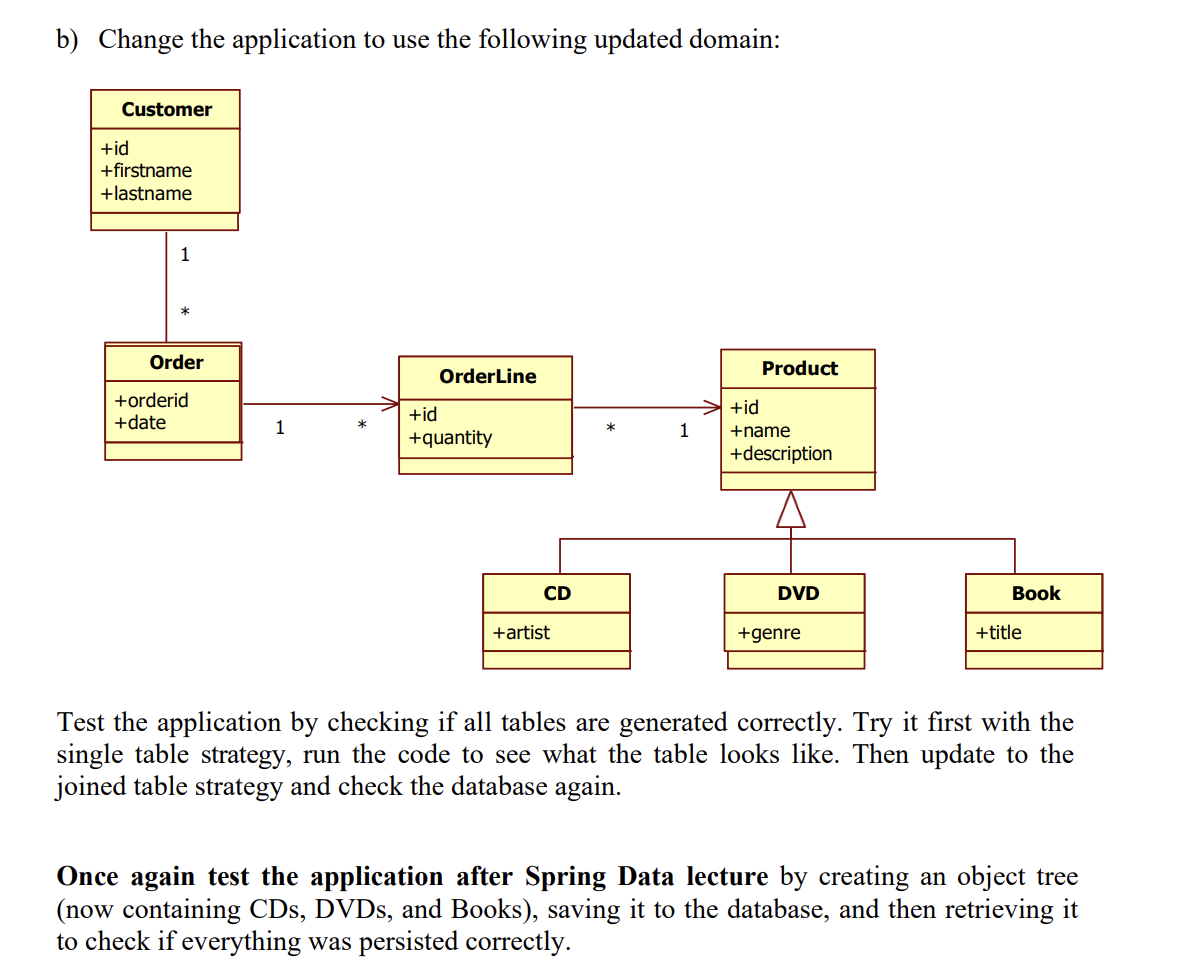 b) Change the application to use the following updated domain:
Customer
+id
+firstname
+lastname
1
*
Order
+orderid
+date
1
*
OrderLine
+id
+quantity
*
1
Product
+id
+name
+description
CD
+artist
DVD
+genre
Book
+title
Test the application by checking if all tables are generated correctly. Try it first with the
single table strategy, run the code to see what the table looks like. Then update to the
joined table strategy and check the database again.
Once again test the application after Spring Data lecture by creating an object tree
(now containing CDs, DVDs, and Books), saving it to the database, and then retrieving it
to check if everything was persisted correctly.